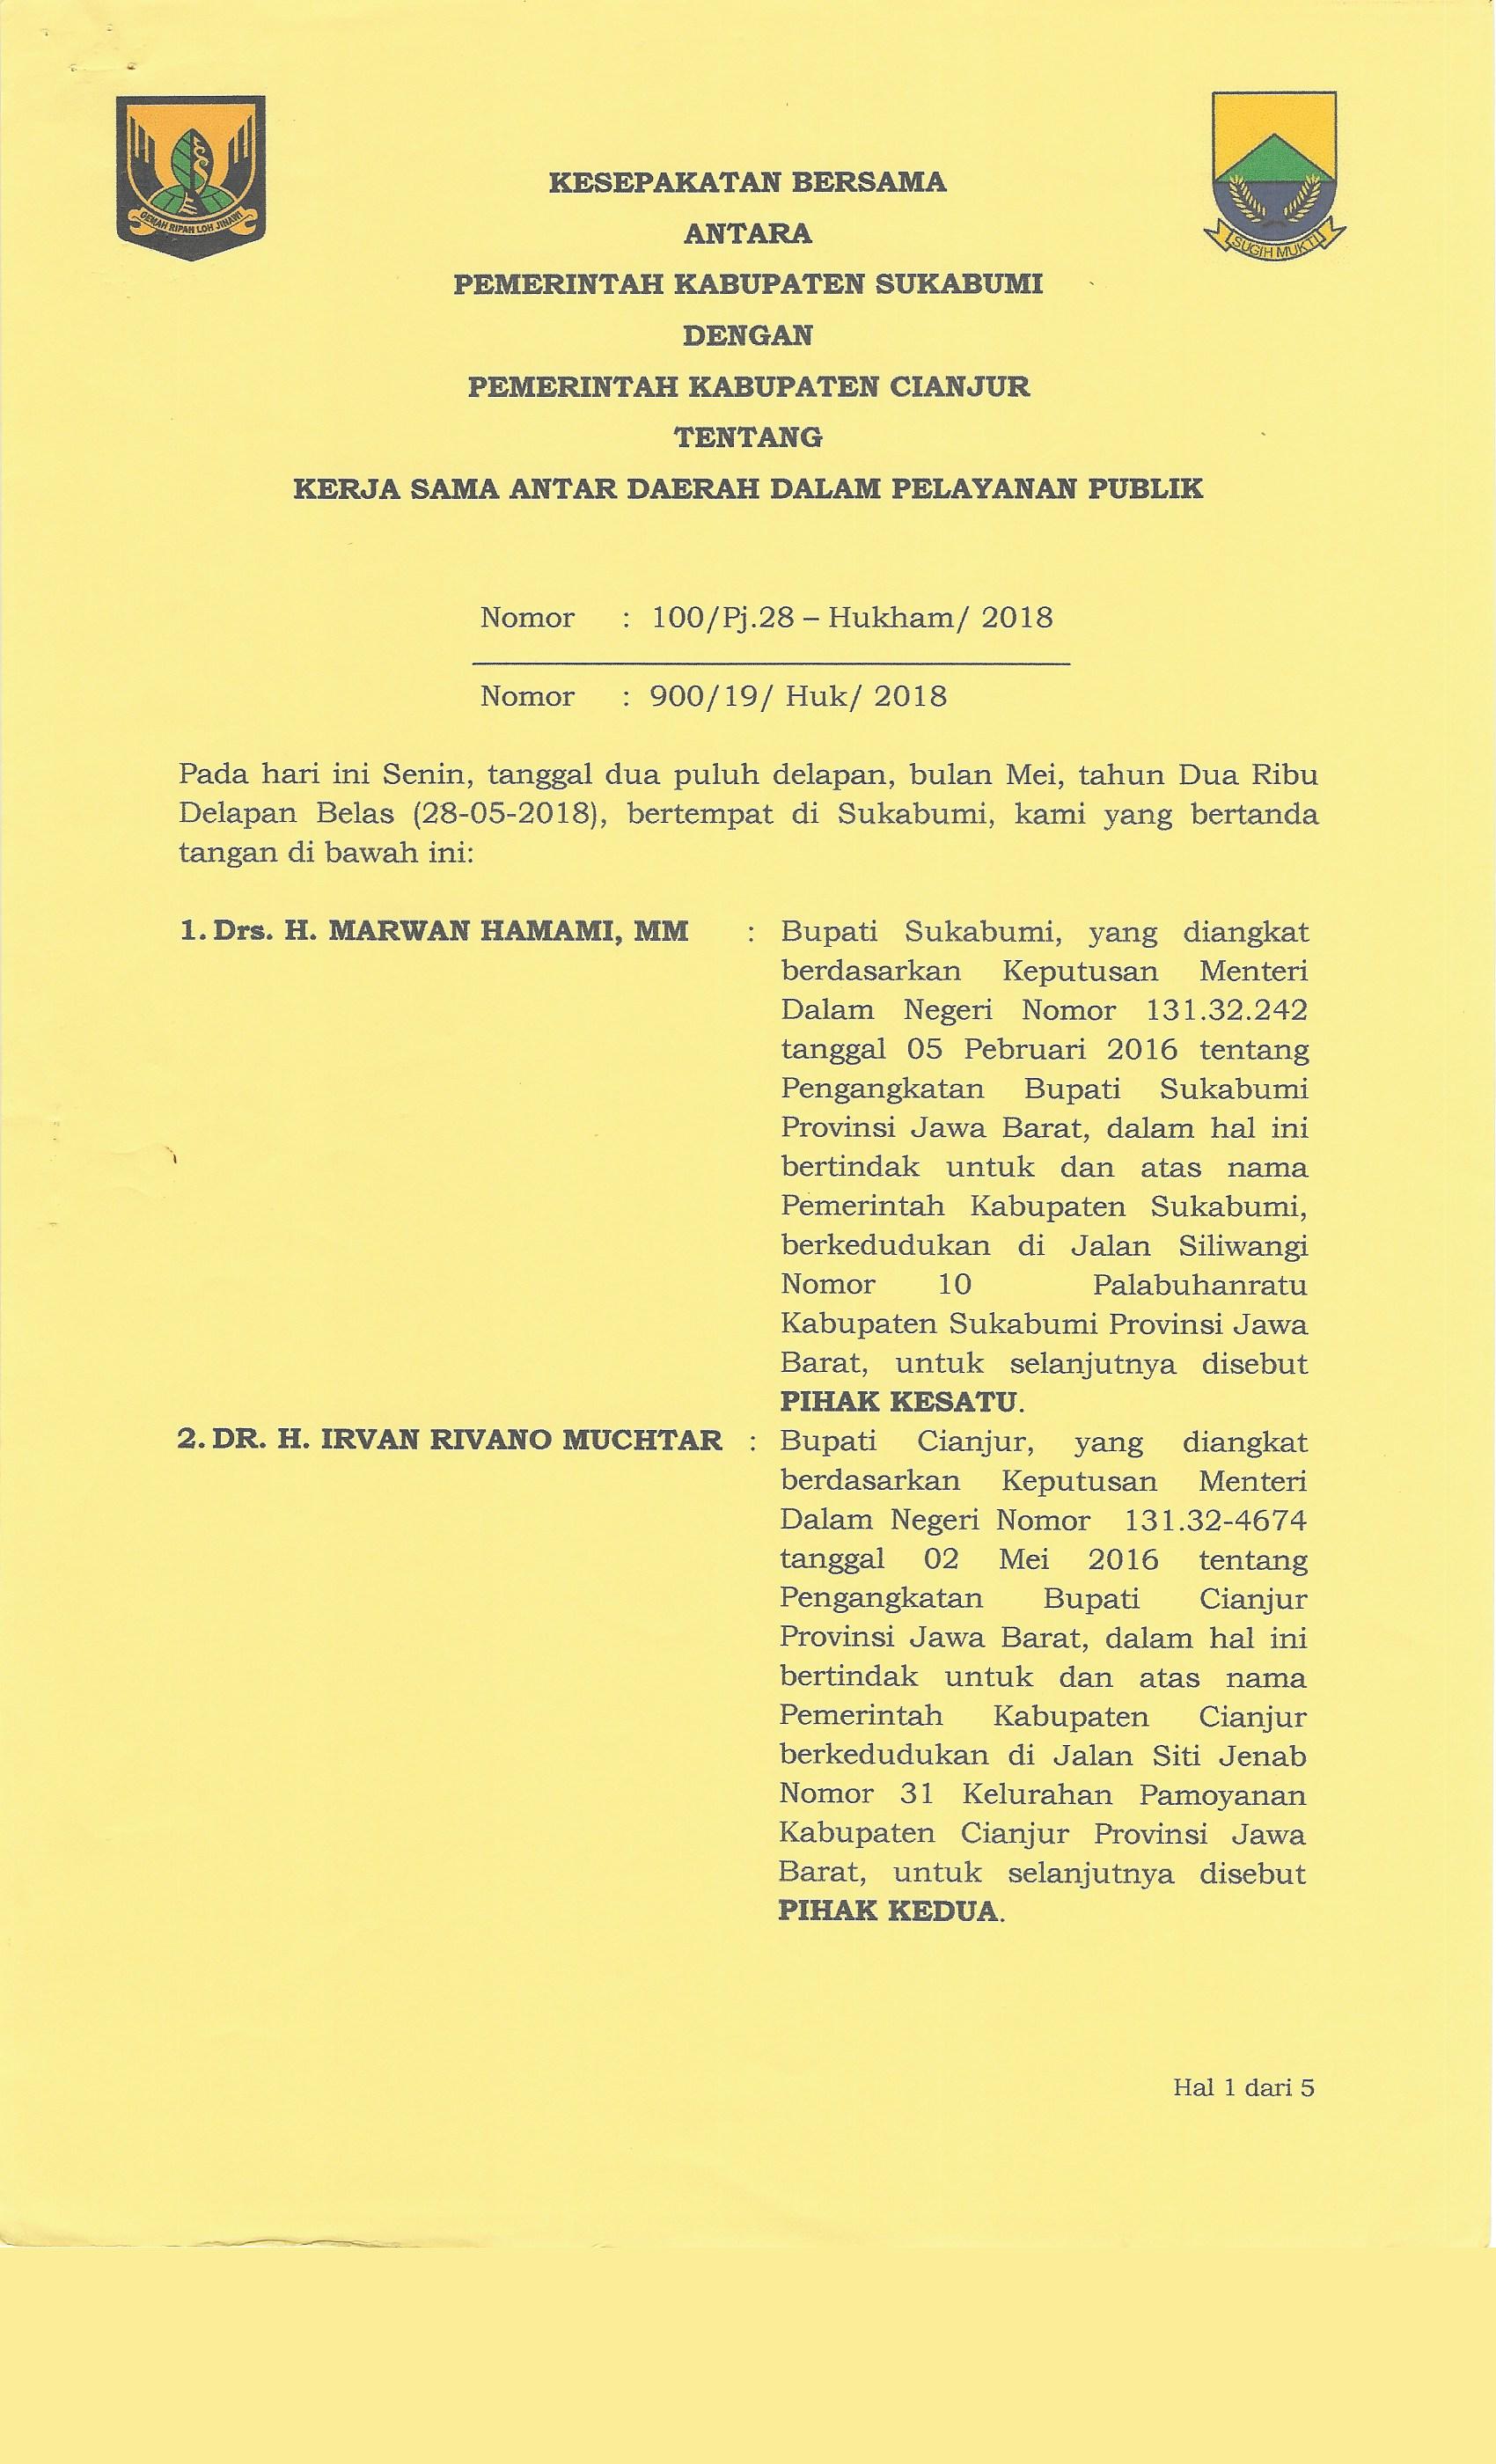 GEMAH RIPAH LOH JINAWI
SUGIH MUKTI
KESEPAKATAN BERSAMA
ANTARA
PEMERINTAH KABUPATEN SUKABUMI
DENGAN
PEMERINTAH KABUPATEN CIANJUR
TENTANG
KERJA SAMA ANTAR DAERAH DALAM PELAYANAN PUBLIK
Nomor : 100/Pj.28 – Hukham/ 2018
Nomor : 900/19/ Huk/ 2018
Pada hari ini Senin, tanggal dua puluh delapan, bulan Mei, tahun Dua Ribu
Delapan Belas (28-05-2018), bertempat di Sukabumi, kami yang bertanda
tangan di bawah ini:
1. Drs. H. MARWAN HAMAMI, MM : Bupati Sukabumi, yang diangkat
berdasarkan Keputusan Menteri
Dalam Negeri Nomor 131.32.242
tanggal 05 Pebruari 2016 tentang
Pengangkatan Bupati Sukabumi
Provinsi Jawa Barat, dalam hal ini
bertindak untuk dan atas nama
Pemerintah Kabupaten Sukabumi,
berkedudukan di Jalan Siliwangi
Nomor 10 Palabuhanratu
Kabupaten Sukabumi Provinsi Jawa
Barat, untuk selanjutnya disebut
PIHAK KESATU.
2. DR. H. IRVAN RIVANO MUCHTAR : Bupati Cianjur, yang diangkat
berdasarkan Keputusan Menteri
Dalam Negeri Nomor 131.32-4674
tanggal 02 Mei 2016 tentang
Pengangkatan Bupati Cianjur
Provinsi Jawa Barat, dalam hal ini
bertindak untuk dan atas nama
Pemerintah Kabupaten Cianjur
berkedudukan di Jalan Siti Jenab
Nomor 31 Kelurahan Pamoyanan
Kabupaten Cianjur Provinsi Jawa
Barat, untuk selanjutnya disebut
PIHAK KEDUA.
Hal 1 dari 5